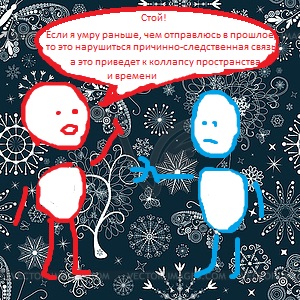 Стой!
Если я умру раньше, чем отправлюсь в прошлое
то это нарушиться причинно-следственная связь
а это приведет к коллапсу пространства
и времени